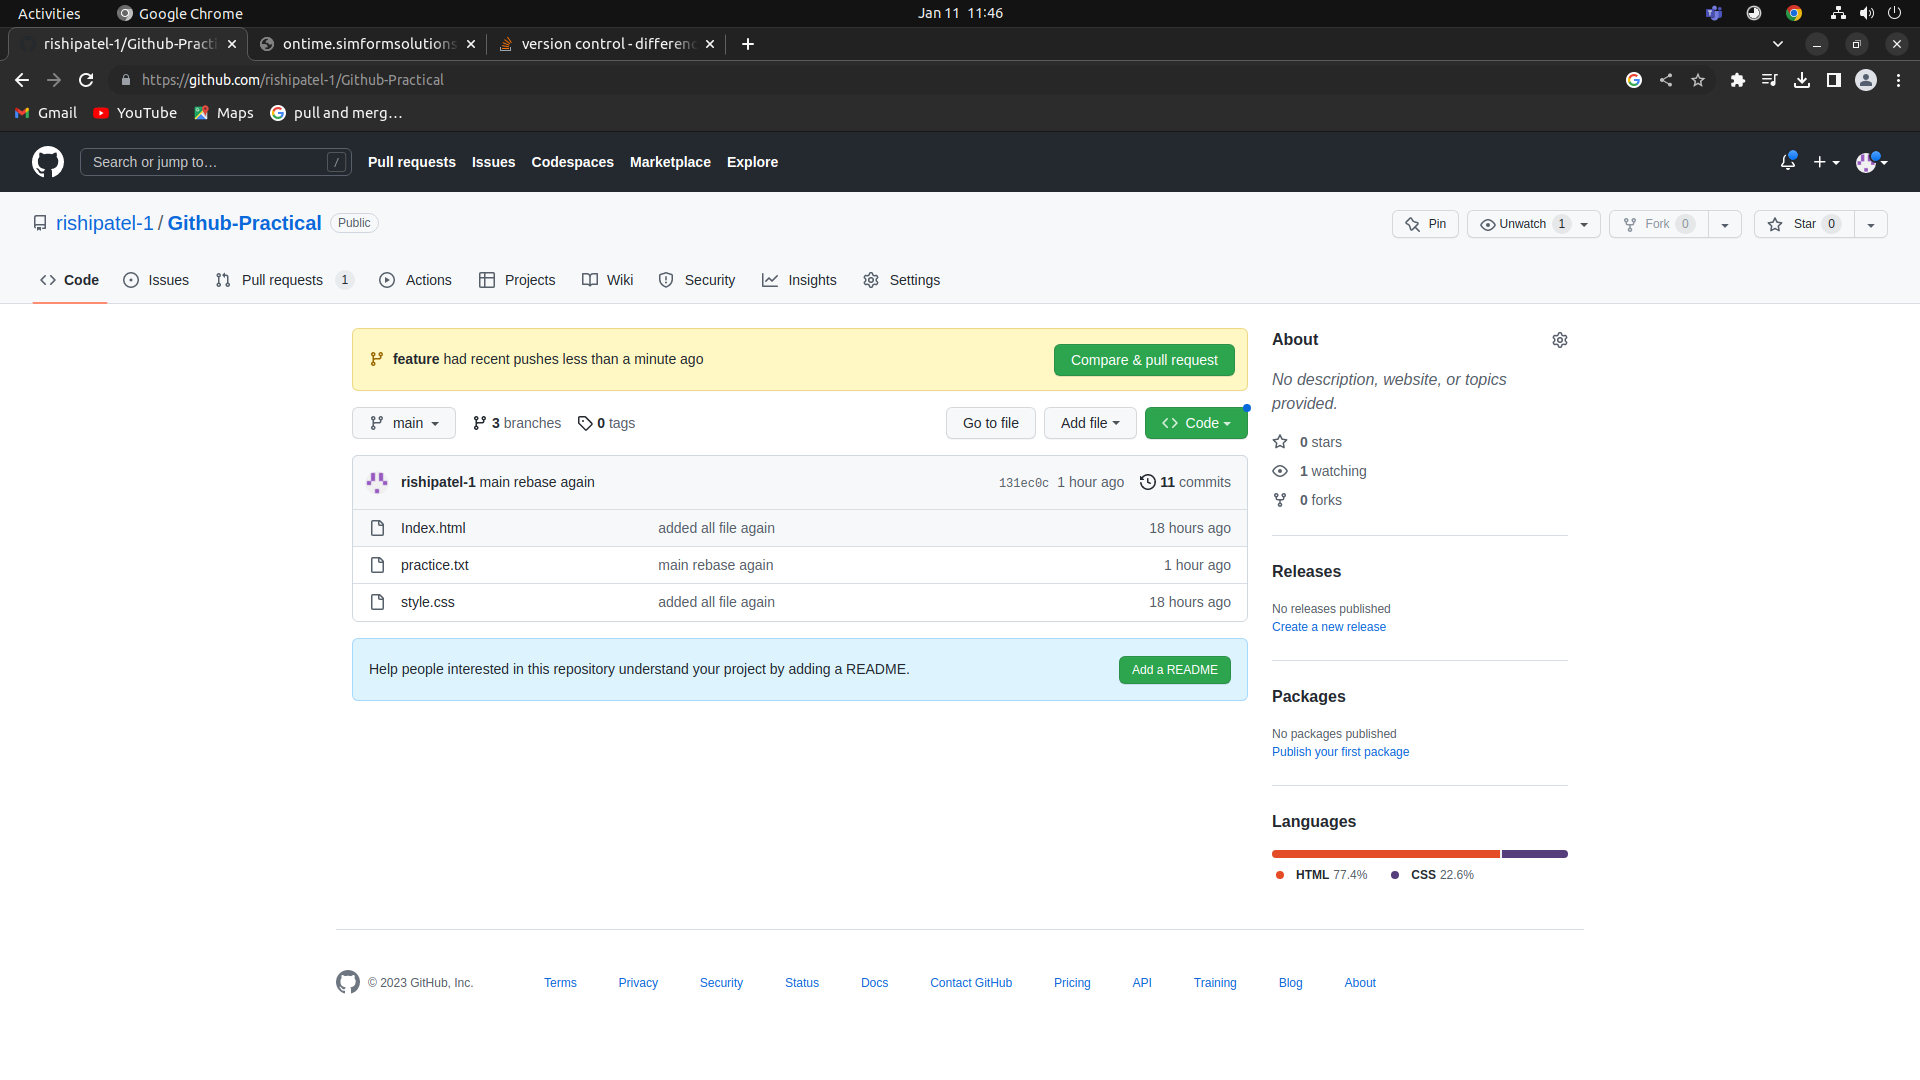 Activities Google Chrome Jan 11 11:46
rishipatel-1/Github-Practi ontime.simformsolutions version control - differenc
https://github.com/rishipatel-1/Github-Practical
Gmail YouTube Maps pull and merg…
Search or jump to… / Pull requests Issues Codespaces Marketplace Explore
rishipatel-1 / Github-Practical Public Pin Unwatch 1 Fork 0 Star 0
Code Issues Pull requests 1 Actions Projects Wiki Security Insights Settings
feature had recent pushes less than a minute ago Compare & pull request
main 3 branches 0 tags Go to file Add file Code
rishipatel-1 main rebase again 131ec0c 1 hour ago 11 commits
Index.html added all file again 18 hours ago
practice.txt main rebase again 1 hour ago
style.css added all file again 18 hours ago
Help people interested in this repository understand your project by adding a README. Add a README
About
No description, website, or topics
provided.
0 stars
1 watching
0 forks
Releases
No releases published
Create a new release
Packages
No packages published
Publish your first package
Languages
HTML 77.4% CSS 22.6%
© 2023 GitHub, Inc. Terms Privacy Security Status Docs Contact GitHub Pricing API Training Blog About